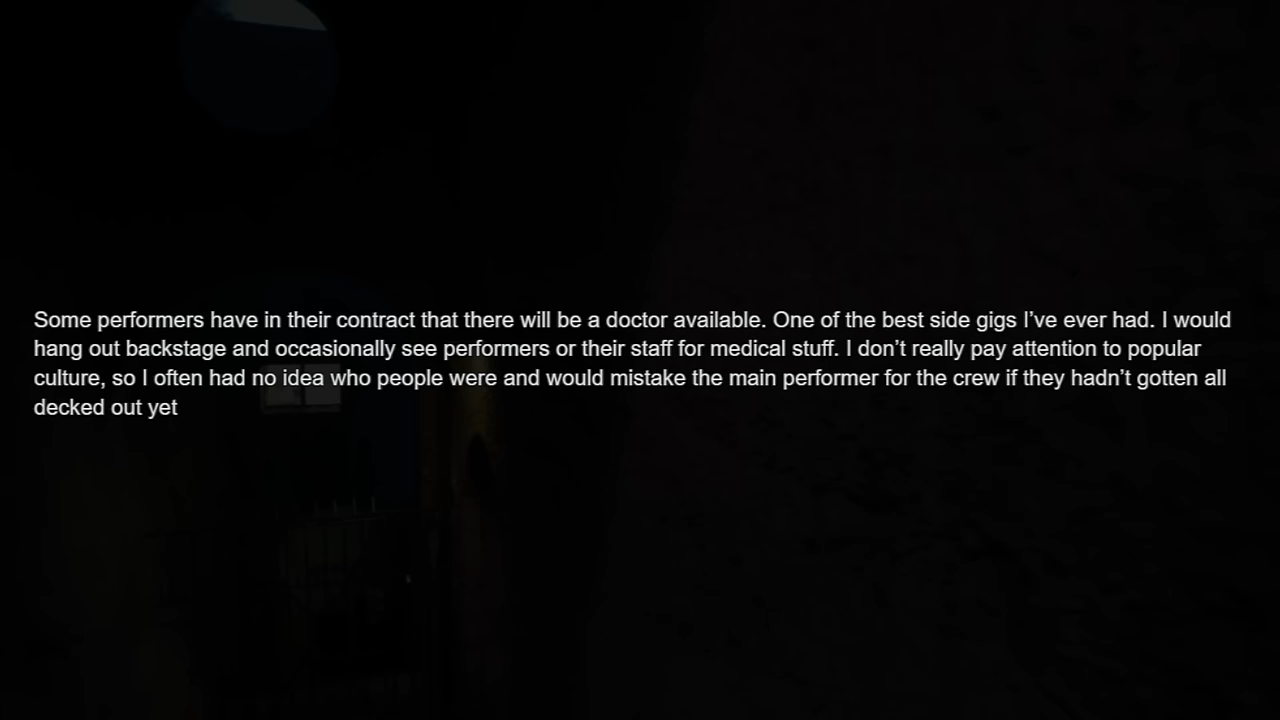 Some performers have in their contract that there will be a doctor available. One of the best side gigs I’ve ever had. I would
hang out backstage and occasionally see performers or their staff for medical stuff. I don’t really pay attention to popular
culture, so I often had no idea who people were and would mistake the main performer for the crew if they hadn’t gotten all
decked out yet